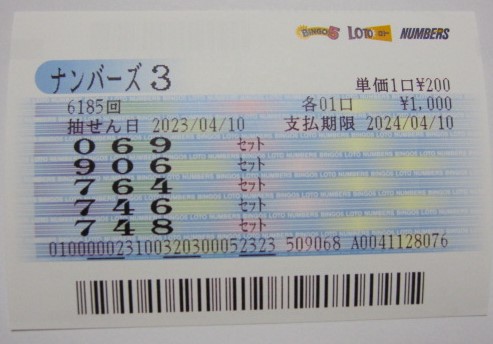 BINGO5 LOTO NUMBERS
ナンバーズ3 単価1口¥200
6185回 各01口 ¥1,000
抽せん日 2023/04/10 支払期限 2024/04/10
069 セット
906 セット
764 セット
746 セット
748 セット
0100000231003203000052323 509068 A0041128076